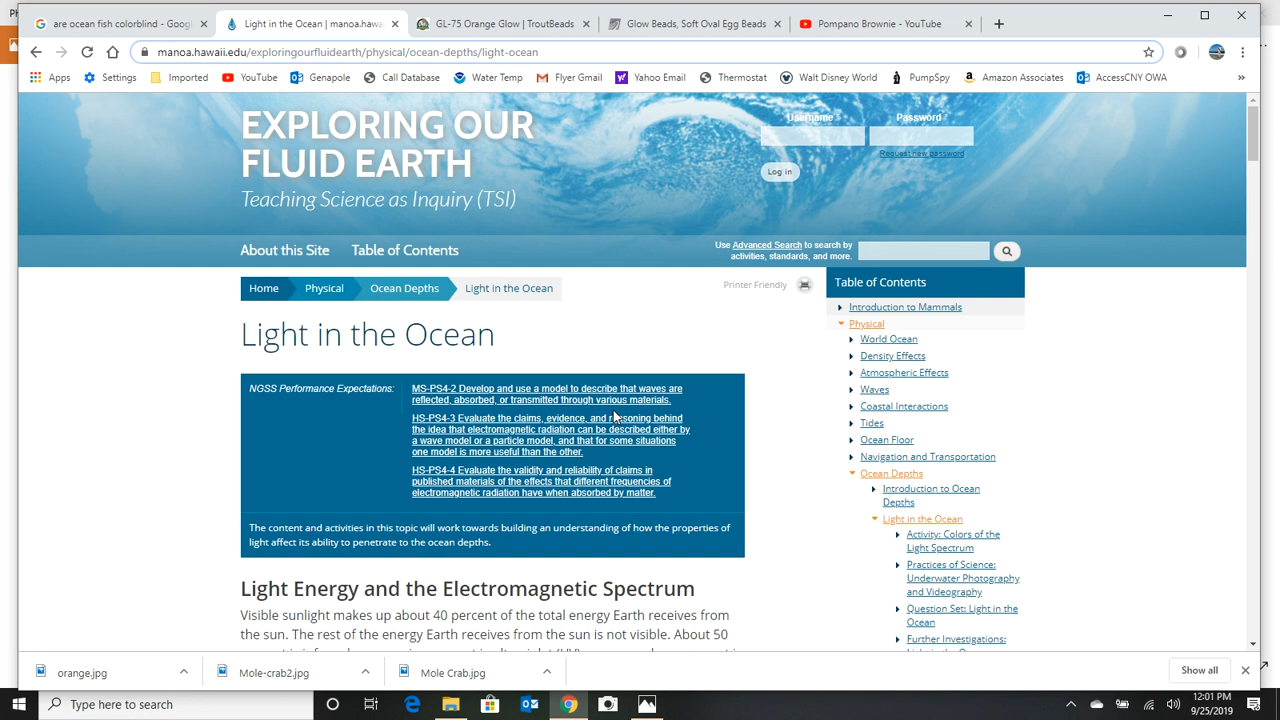 are ocean fish colorblind - Goog
Light in the Ocean | manoa.hawa
GL-75 Orange Glow | TroutBeads
Glow Beads, Soft Oval Egg Beads
Pompano Brownie - YouTube
manoa.hawaii.edu/exploringourfluidearth/physical/ocean-depths/light-ocean
Apps Settings Imported YouTube Genapole Call Database Water Temp Flyer Gmail Yahoo Email Thermostat Walt Disney World PumpSpy Amazon Associates AccessCNY OWA »
EXPLORING OUR
FLUID EARTH
Teaching Science as Inquiry (TSI)
Username * Password *
Request new password
Log in
About this Site Table of Contents
Use Advanced Search to search by
activities, standards, and more.
Home Physical Ocean Depths Light in the Ocean
Printer Friendly
Light in the Ocean
NGSS Performance Expectations:
MS-PS4-2 Develop and use a model to describe that waves are
reflected, absorbed, or transmitted through various materials.
HS-PS4-3 Evaluate the claims, evidence, and reasoning behind
the idea that electromagnetic radiation can be described either by
a wave model or a particle model, and that for some situations
one model is more useful than the other.
HS-PS4-4 Evaluate the validity and reliability of claims in
published materials of the effects that different frequencies of
electromagnetic radiation have when absorbed by matter.
The content and activities in this topic will work towards building an understanding of how the properties of
light affect its ability to penetrate to the ocean depths.
Light Energy and the Electromagnetic Spectrum
Visible sunlight makes up about 40 percent of the total energy Earth receives from
the sun. The rest of the energy Earth receives from the sun is not visible. About 50
Table of Contents
Introduction to Mammals
Physical
World Ocean
Density Effects
Atmospheric Effects
Waves
Coastal Interactions
Tides
Ocean Floor
Navigation and Transportation
Ocean Depths
Introduction to Ocean
Depths
Light in the Ocean
Activity: Colors of the
Light Spectrum
Practices of Science:
Underwater Photography
and Videography
Question Set: Light in the
Ocean
Further Investigations:
orange.jpg
Mole-crab2.jpg
Mole Crab.jpg
Show all
Type here to search
12:01 PM
9/25/2019